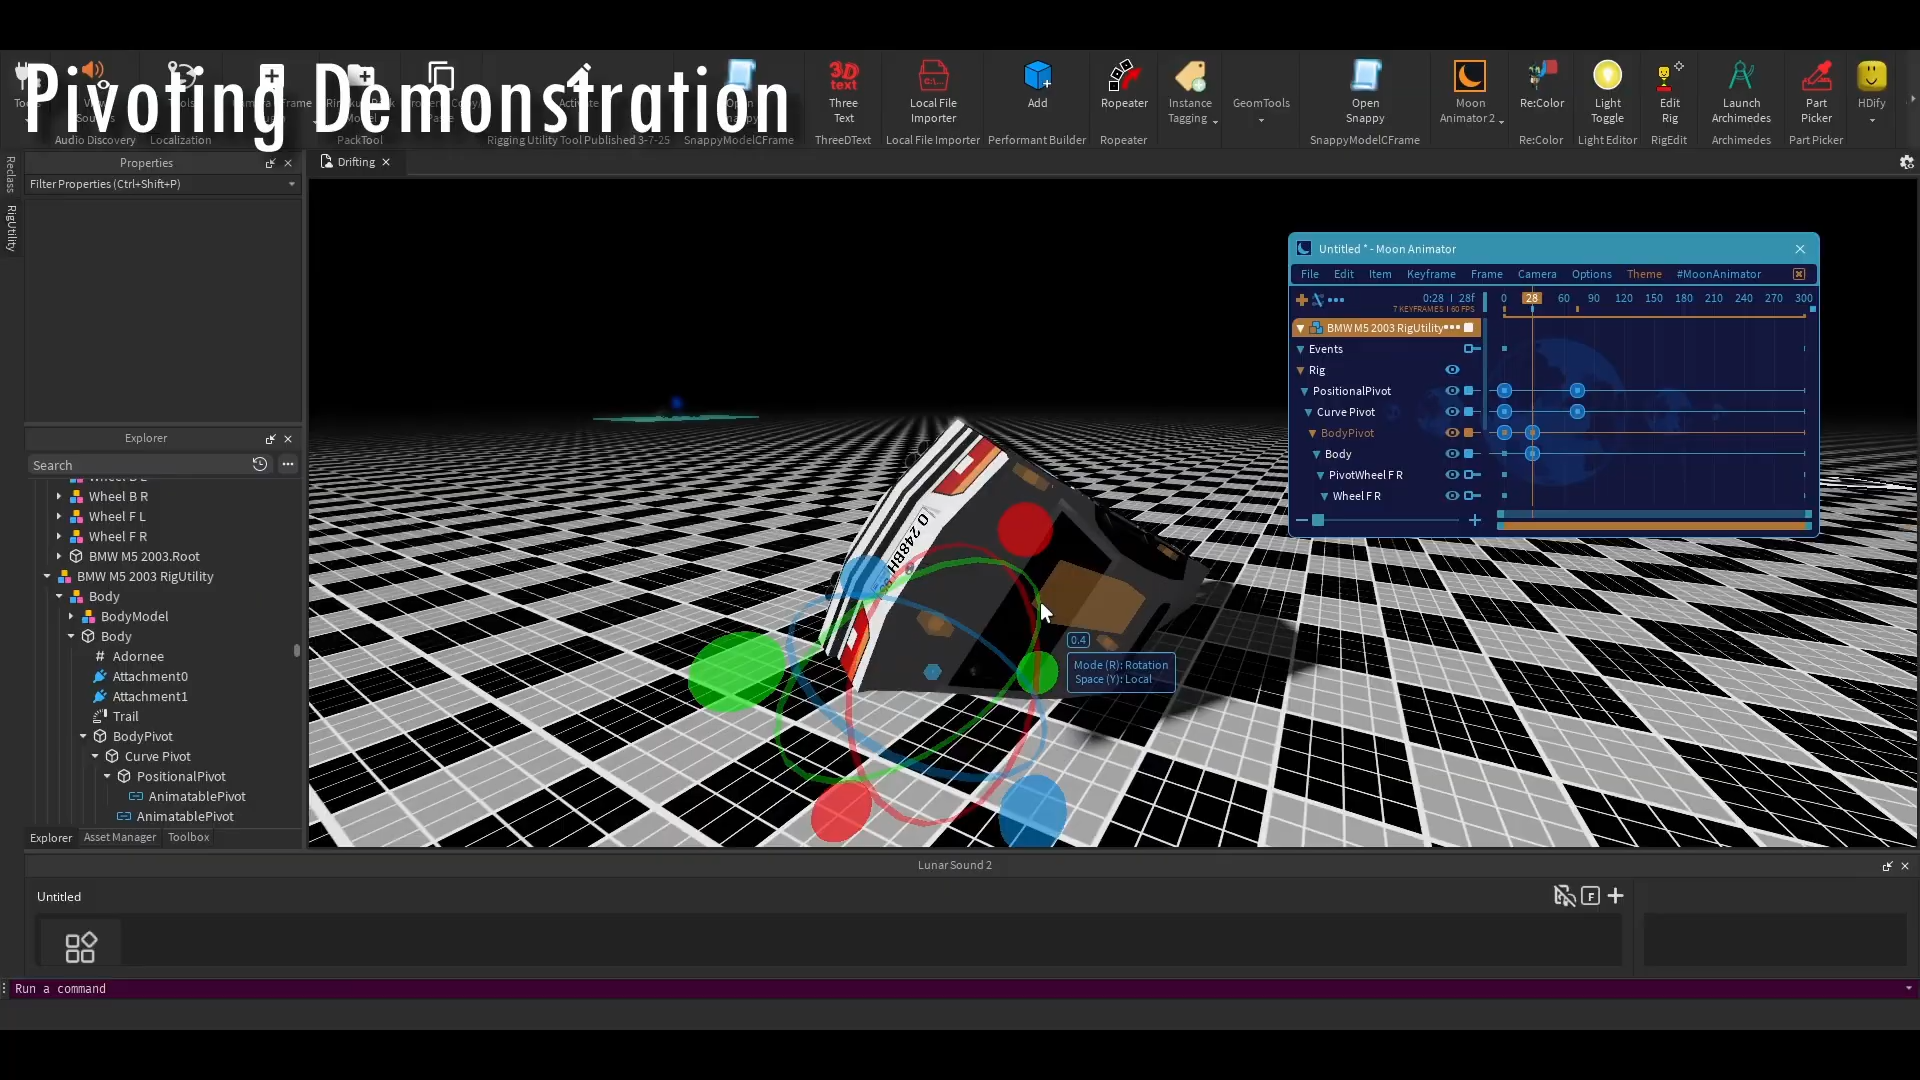 Pivoting Demonstration
Three Text
Local File Importer
Add
Ropeater
Instance Tagging
GeomTools
Open Snappy
Moon Animator 2
Re:Color
Light Toggle
Edit Rig
Launch Archimedes
Part Picker
HDify
Audio Discovery
Localization
PackTool
Rigging Utility Tool Published 3-7-25
SnappyModelCFrame
ThreeDText
Local File Importer
Performant Builder
Ropeater
SnappyModelCFrame
Re:Color
Light Editor
RigEdit
Archimedes
Part Picker
Reclass
RigUtility
Properties
Filter Properties (Ctrl+Shift+P)
Drifting
Untitled * - Moon Animator
File Edit Item Keyframe Frame Camera Options Theme #MoonAnimator
0:28 | 28f
7 KEYFRAMES | 60 FPS
0 28 60 90 120 150 180 210 240 270 300
BMW M5 2003 RigUtility
Events
Rig
PositionalPivot
Curve Pivot
BodyPivot
Body
PivotWheel F R
Wheel F R
0.4
Mode (R): Rotation
Space (Y): Local
Explorer
Search
Wheel B R
Wheel F L
Wheel F R
BMW M5 2003.Root
BMW M5 2003 RigUtility
Body
BodyModel
Body
Adornee
Attachment0
Attachment1
Trail
BodyPivot
Curve Pivot
PositionalPivot
AnimatablePivot
AnimatablePivot
Explorer Asset Manager Toolbox
Lunar Sound 2
Untitled
F
Run a command